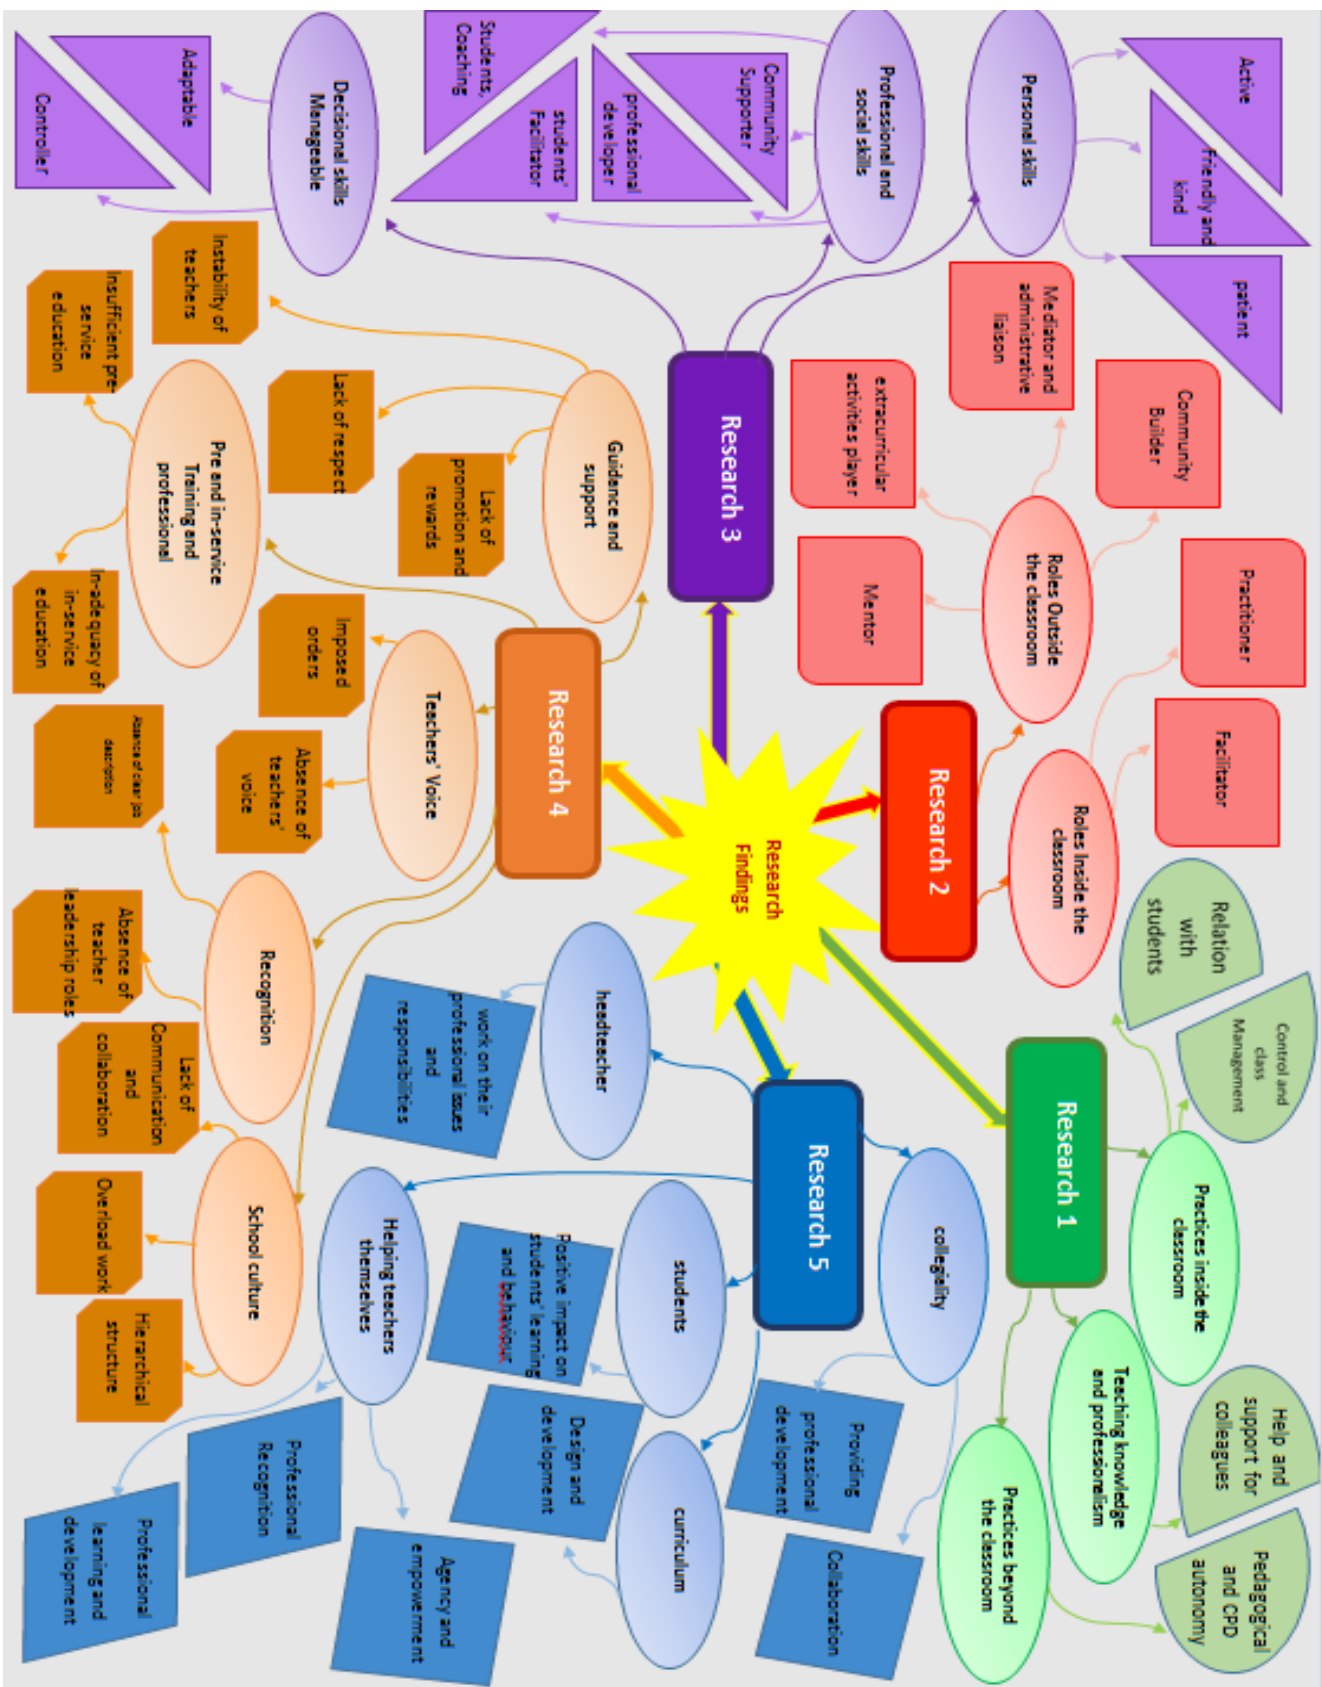 Active
Friendly and
kind
patient
Personal skills
Professional and
social skills
Community
Supporter
professional
developer
students'
Facilitator
Students,
Coaching
Decisional skills
Manageable
Adaptable
Controller
Research 3
Mediator and
administrative
liaison
Community
Builder
extracurricular
activities player
Mentor
Roles Outside
the classroom
Practitioner
Facilitator
Roles Inside the
classroom
Research 2
Research
Findings
Instability of
teachers
Insufficient pre-
service
education
Lack of respect
Lack of
promotion and
rewards
Guidance and
support
Pre and in-service
Training and
professional
In-adequacy of
in-service
education
Imposed
orders
Absence of
teachers'
voice
Teachers' Voice
Research 4
Absence of clear job
description
Absence of
teacher
leadership roles
Recognition
Lack of
Communication
and
collaboration
Overload work
Hierarchical
structure
School culture
Relation
with
students
Control and
class
Management
Practices inside the
classroom
Research 1
Teaching knowledge
and professionalism
Practices beyond
the classroom
Help and
support for
colleagues
Pedagogical
and CPD
autonomy
headteacher
work on their
professional issues
and
responsibilities
Research 5
collegiality
Providing
professional
development
Collaboration
students
Positive impact on
students' learning
and behaviour
curriculum
Design and
development
Helping teachers
themselves
Professional
Recognition
Agency and
empowerment
Professional
learning and
development